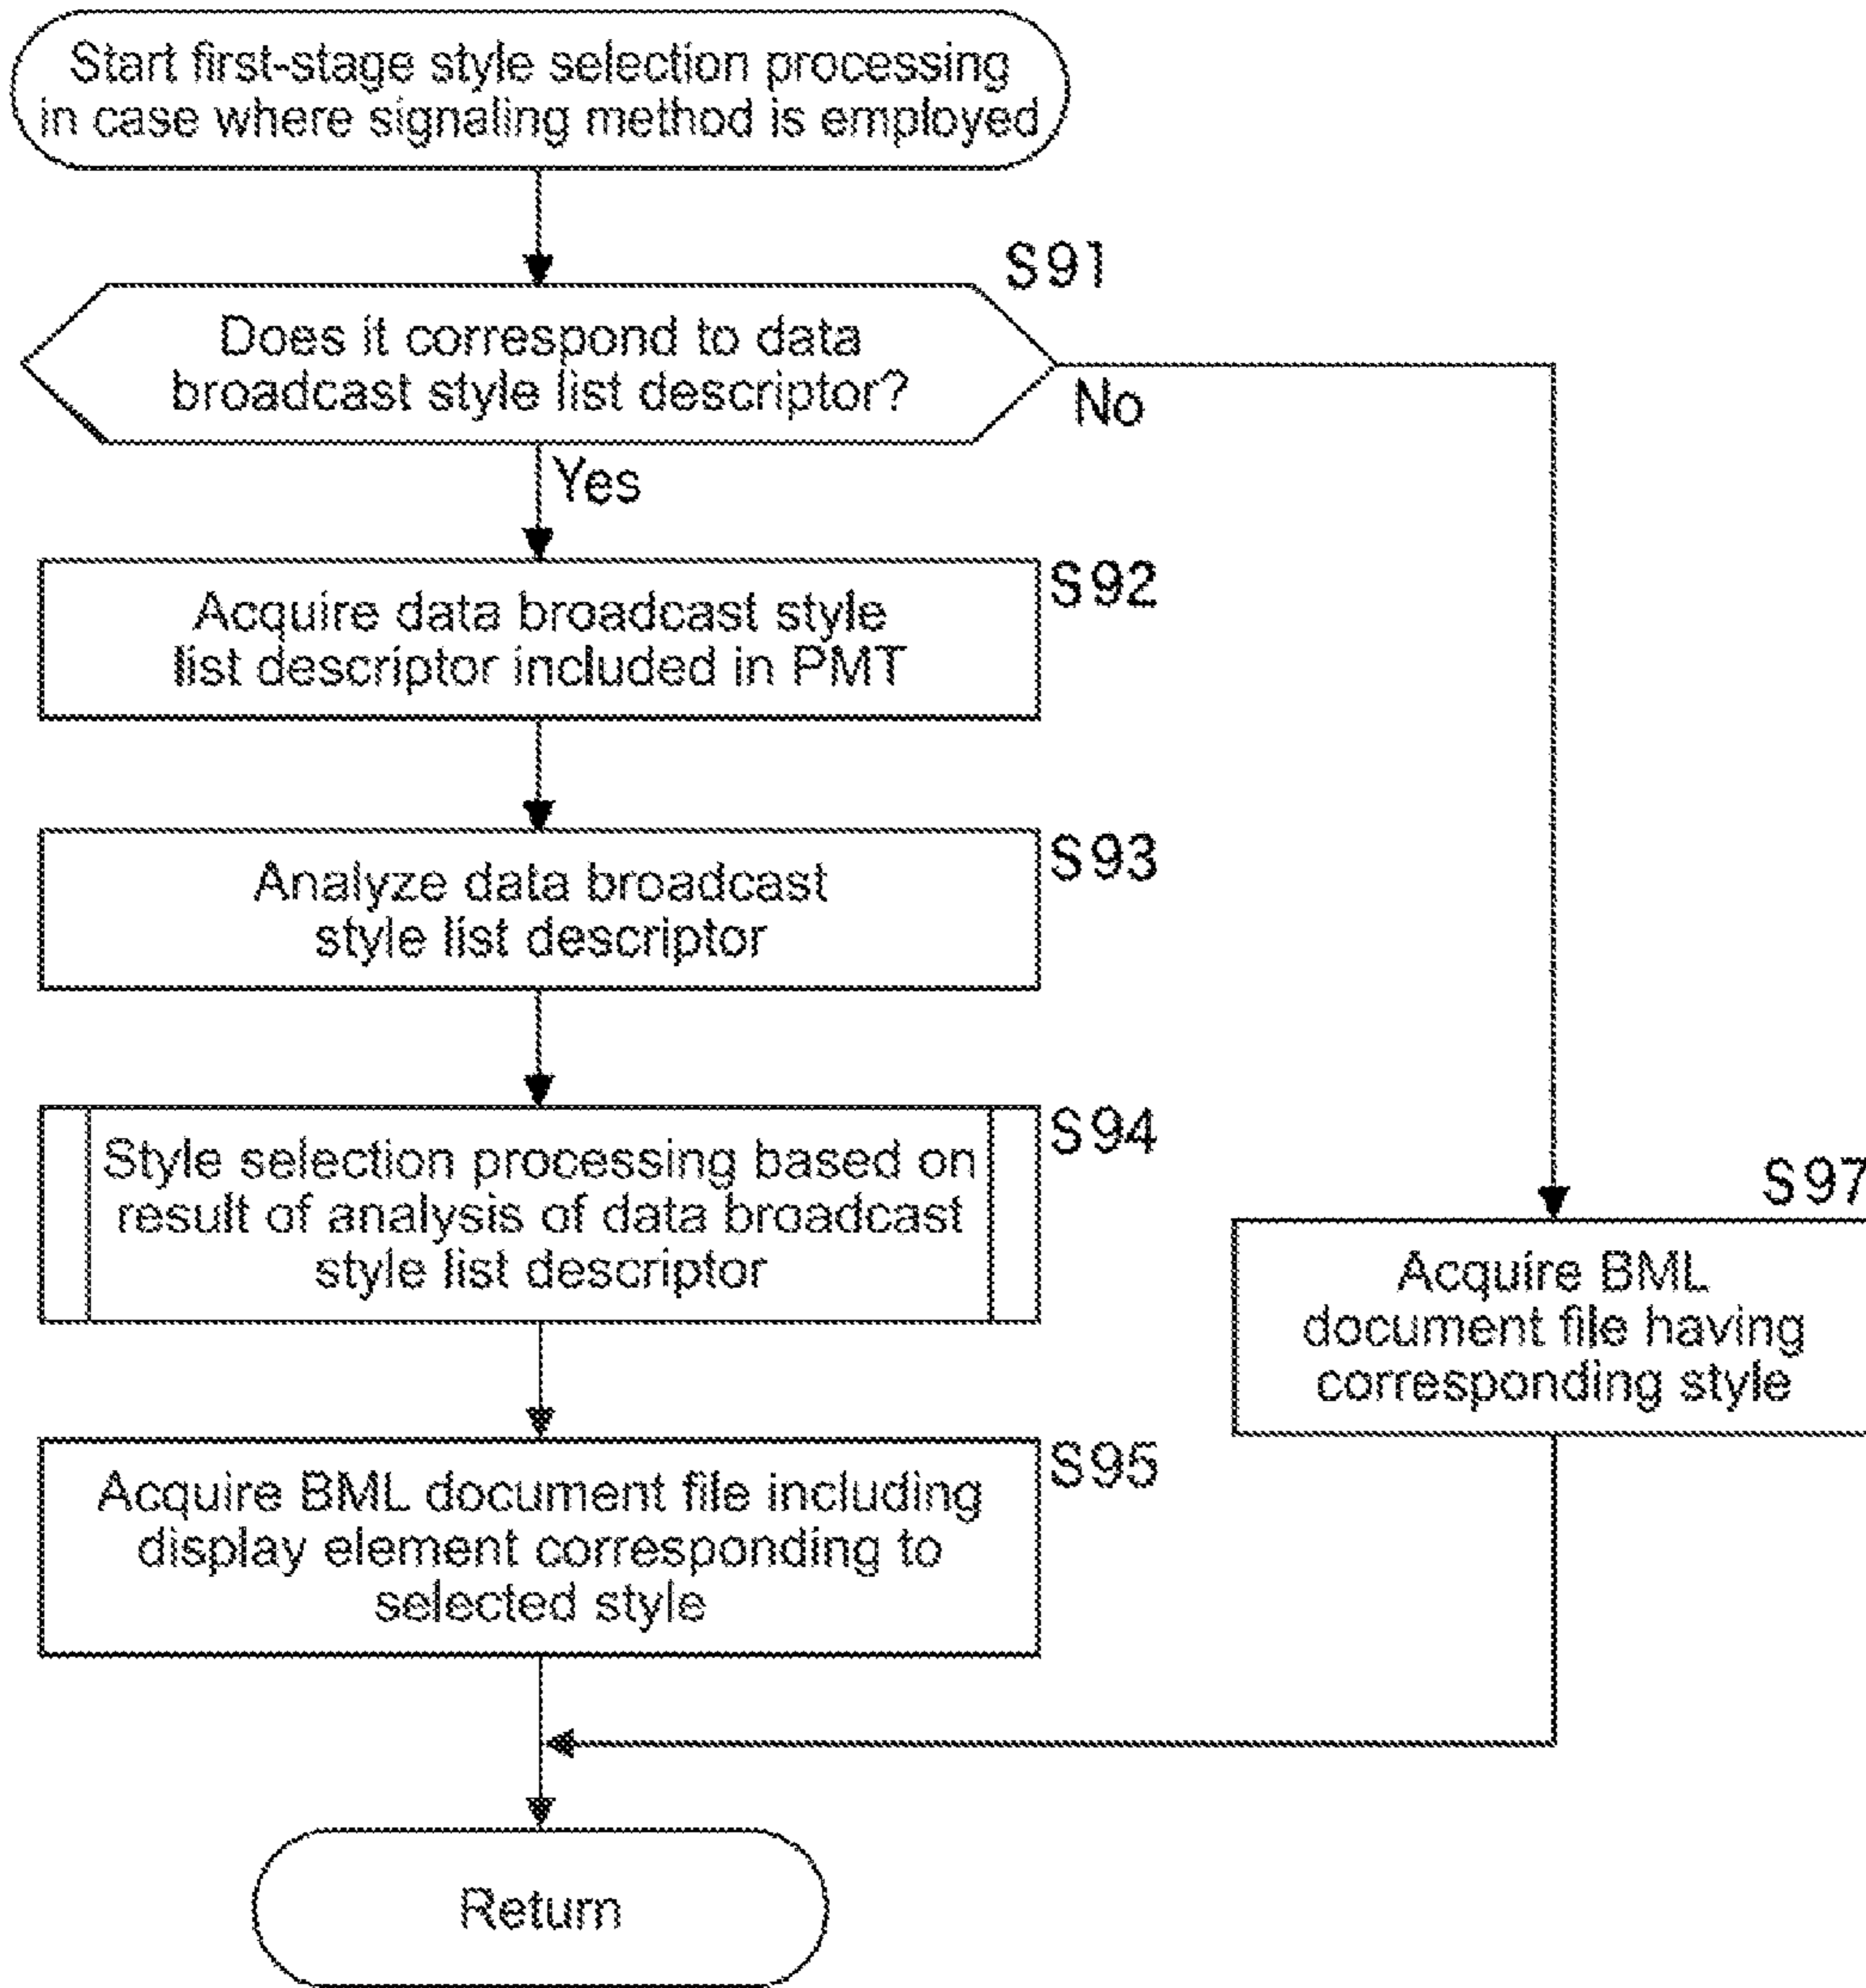 Start first-stage style selection processing
in case where signaling method is employed
S91
Does it correspond to data
broadcast style list descriptor?
No
Yes
S92
Acquire data broadcast style
list descriptor included in PMT
S93
Analyze data broadcast
style list descriptor
S94
Style selection processing based on
result of analysis of data broadcast
style list descriptor
S97
Acquire BML
document file having
corresponding style
S95
Acquire BML document file including
display element corresponding to
selected style
Return